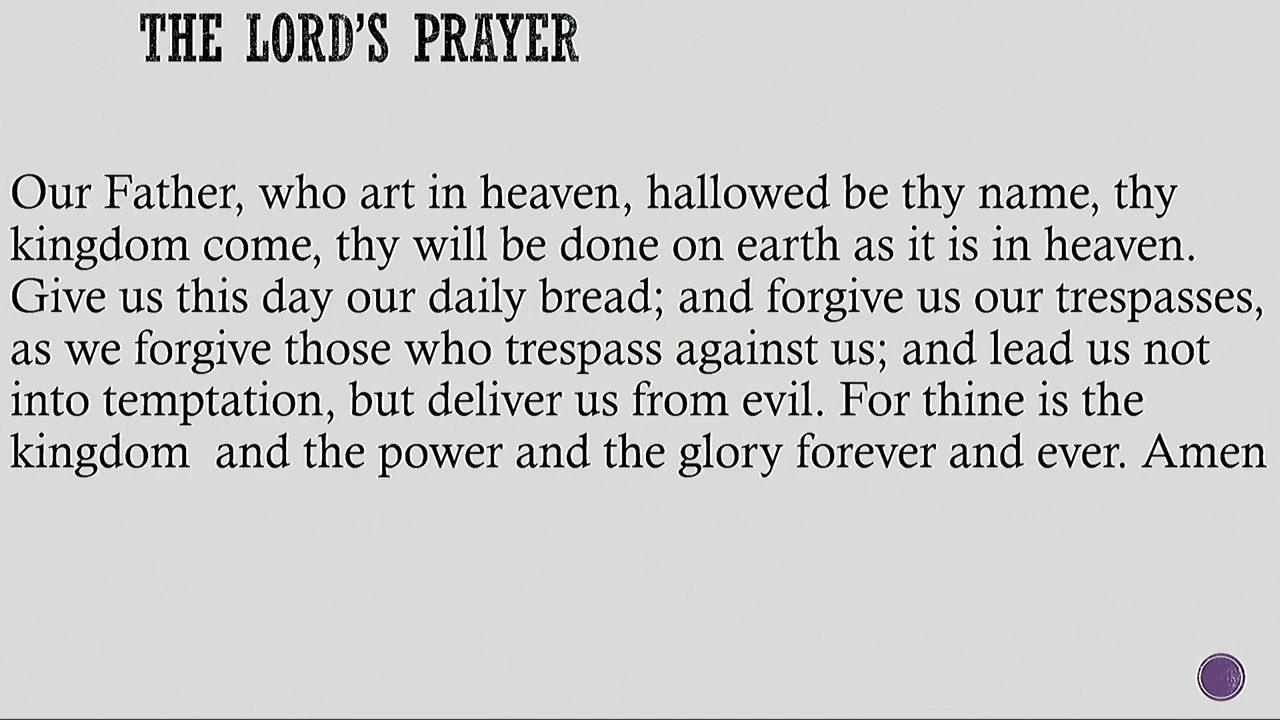 THE LORD'S PRAYER
Our Father, who art in heaven, hallowed be thy name, thy
kingdom come, thy will be done on earth as it is in heaven.
Give us this day our daily bread; and forgive us our trespasses,
as we forgive those who trespass against us; and lead us not
into temptation, but deliver us from evil. For thine is the
kingdom  and the power and the glory forever and ever. Amen